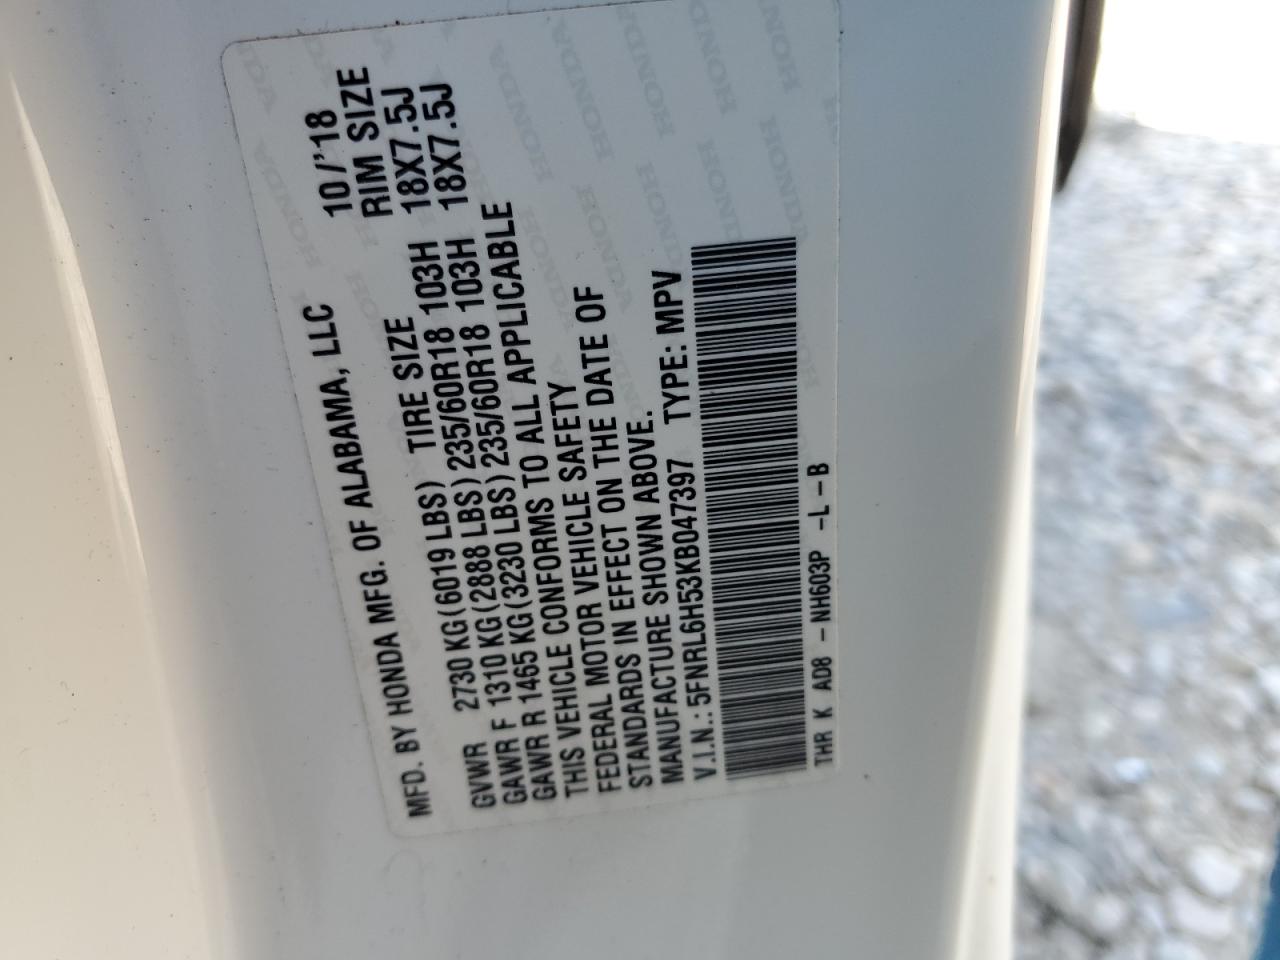 MFD. BY HONDA MFG. OF ALABAMA, LLC 10/'18
GVWR 2730 KG(6019 LBS) TIRE SIZE RIM SIZE
GAWR F 1310 KG(2888 LBS) 235/60R18 103H 18X7.5J
GAWR R 1465 KG(3230 LBS) 235/60R18 103H 18X7.5J
THIS VEHICLE CONFORMS TO ALL APPLICABLE
FEDERAL MOTOR VEHICLE SAFETY
STANDARDS IN EFFECT ON THE DATE OF
MANUFACTURE SHOWN ABOVE.
V.I.N.: 5FNRL6H53KB047397 TYPE: MPV
THR K AD8 - NH603P -L-B